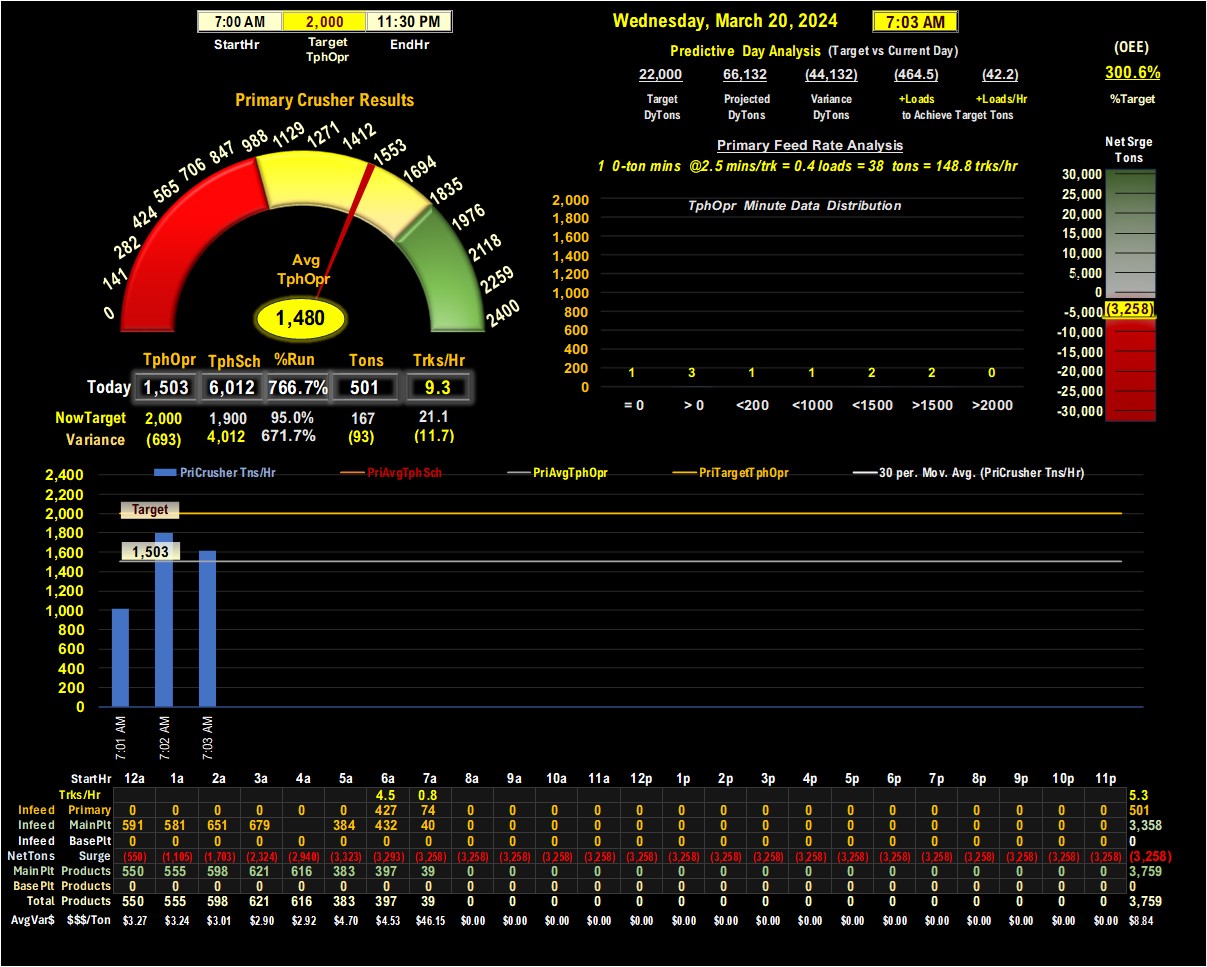 7:00 AM 2,000 11:30 PM
StartHr Target TphOpr EndHr
Wednesday, March 20, 2024 7:03 AM
Predictive Day Analysis (Target vs Current Day)
(OEE)
22,000 66,132 (44,132) (464.5) (42.2)
300.6%
Target DyTons Projected DyTons Variance DyTons +Loads +Loads/Hr to Achieve Target Tons
%Target
Primary Crusher Results
0 141 282 424 565 706 847 988 1129 1271 1412 1553 1694 1835 1976 2118 2259 2400
Avg
TphOpr
1,480
Primary Feed Rate Analysis
1 0-ton mins @2.5 mins/trk = 0.4 loads = 38 tons = 148.8 trks/hr
TphOpr Minute Data Distribution
2,000
1,800
1,600
1,400
1,200
1,000
800
600
400
200
0
1 3 1 1 2 2 0
= 0 > 0 <200 <1000 <1500 >1500 >2000
Net Srge
Tons
30,000
25,000
20,000
15,000
10,000
5,000
0
-5,000 (3,258)
-10,000
-15,000
-20,000
-25,000
-30,000
TphOpr TphSch %Run Tons Trks/Hr
Today 1,503 6,012 766.7% 501 9.3
NowTarget 2,000 1,900 95.0% 167 21.1
Variance (693) 4,012 671.7% (93) (11.7)
PriCrusher Tns/Hr PriAvgTphSch PriAvgTphOpr PriTargetTphOpr 30 per. Mov. Avg. (PriCrusher Tns/Hr)
2,400
2,200
2,000
1,800
1,600
1,400
1,200
1,000
800
600
400
200
0
Target
1,503
7:01 AM 7:02 AM 7:03 AM
StartHr 12a 1a 2a 3a 4a 5a 6a 7a 8a 9a 10a 11a 12p 1p 2p 3p 4p 5p 6p 7p 8p 9p 10p 11p
Trks/Hr 4.5 0.8 5.3
Infeed Primary 0 0 0 0 0 0 427 74 0 0 0 0 0 0 0 0 0 0 0 0 0 0 0 0 501
Infeed MainPlt 591 581 651 679 384 432 40 0 0 0 0 0 0 0 0 0 0 0 0 0 0 0 0 3,358
Infeed BasePlt 0 0 0 0 0 0 0 0 0 0 0 0 0 0 0 0 0 0 0 0 0 0 0 0 0
NetTons Surge (550) (1,105) (1,703) (2,324) (2,940) (3,323) (3,293) (3,258) (3,258) (3,258) (3,258) (3,258) (3,258) (3,258) (3,258) (3,258) (3,258) (3,258) (3,258) (3,258) (3,258) (3,258) (3,258) (3,258) (3,258)
MainPlt Products 550 555 598 621 616 383 397 39 0 0 0 0 0 0 0 0 0 0 0 0 0 0 0 0 3,759
BasePlt Products 0 0 0 0 0 0 0 0 0 0 0 0 0 0 0 0 0 0 0 0 0 0 0 0 0
Total Products 550 555 598 621 616 383 397 39 0 0 0 0 0 0 0 0 0 0 0 0 0 0 0 0 3,759
AvgVar$ $$$/Ton $3.27 $3.24 $3.01 $2.90 $2.92 $4.70 $4.53 $46.15 $0.00 $0.00 $0.00 $0.00 $0.00 $0.00 $0.00 $0.00 $0.00 $0.00 $0.00 $0.00 $0.00 $0.00 $0.00 $0.00 $8.84